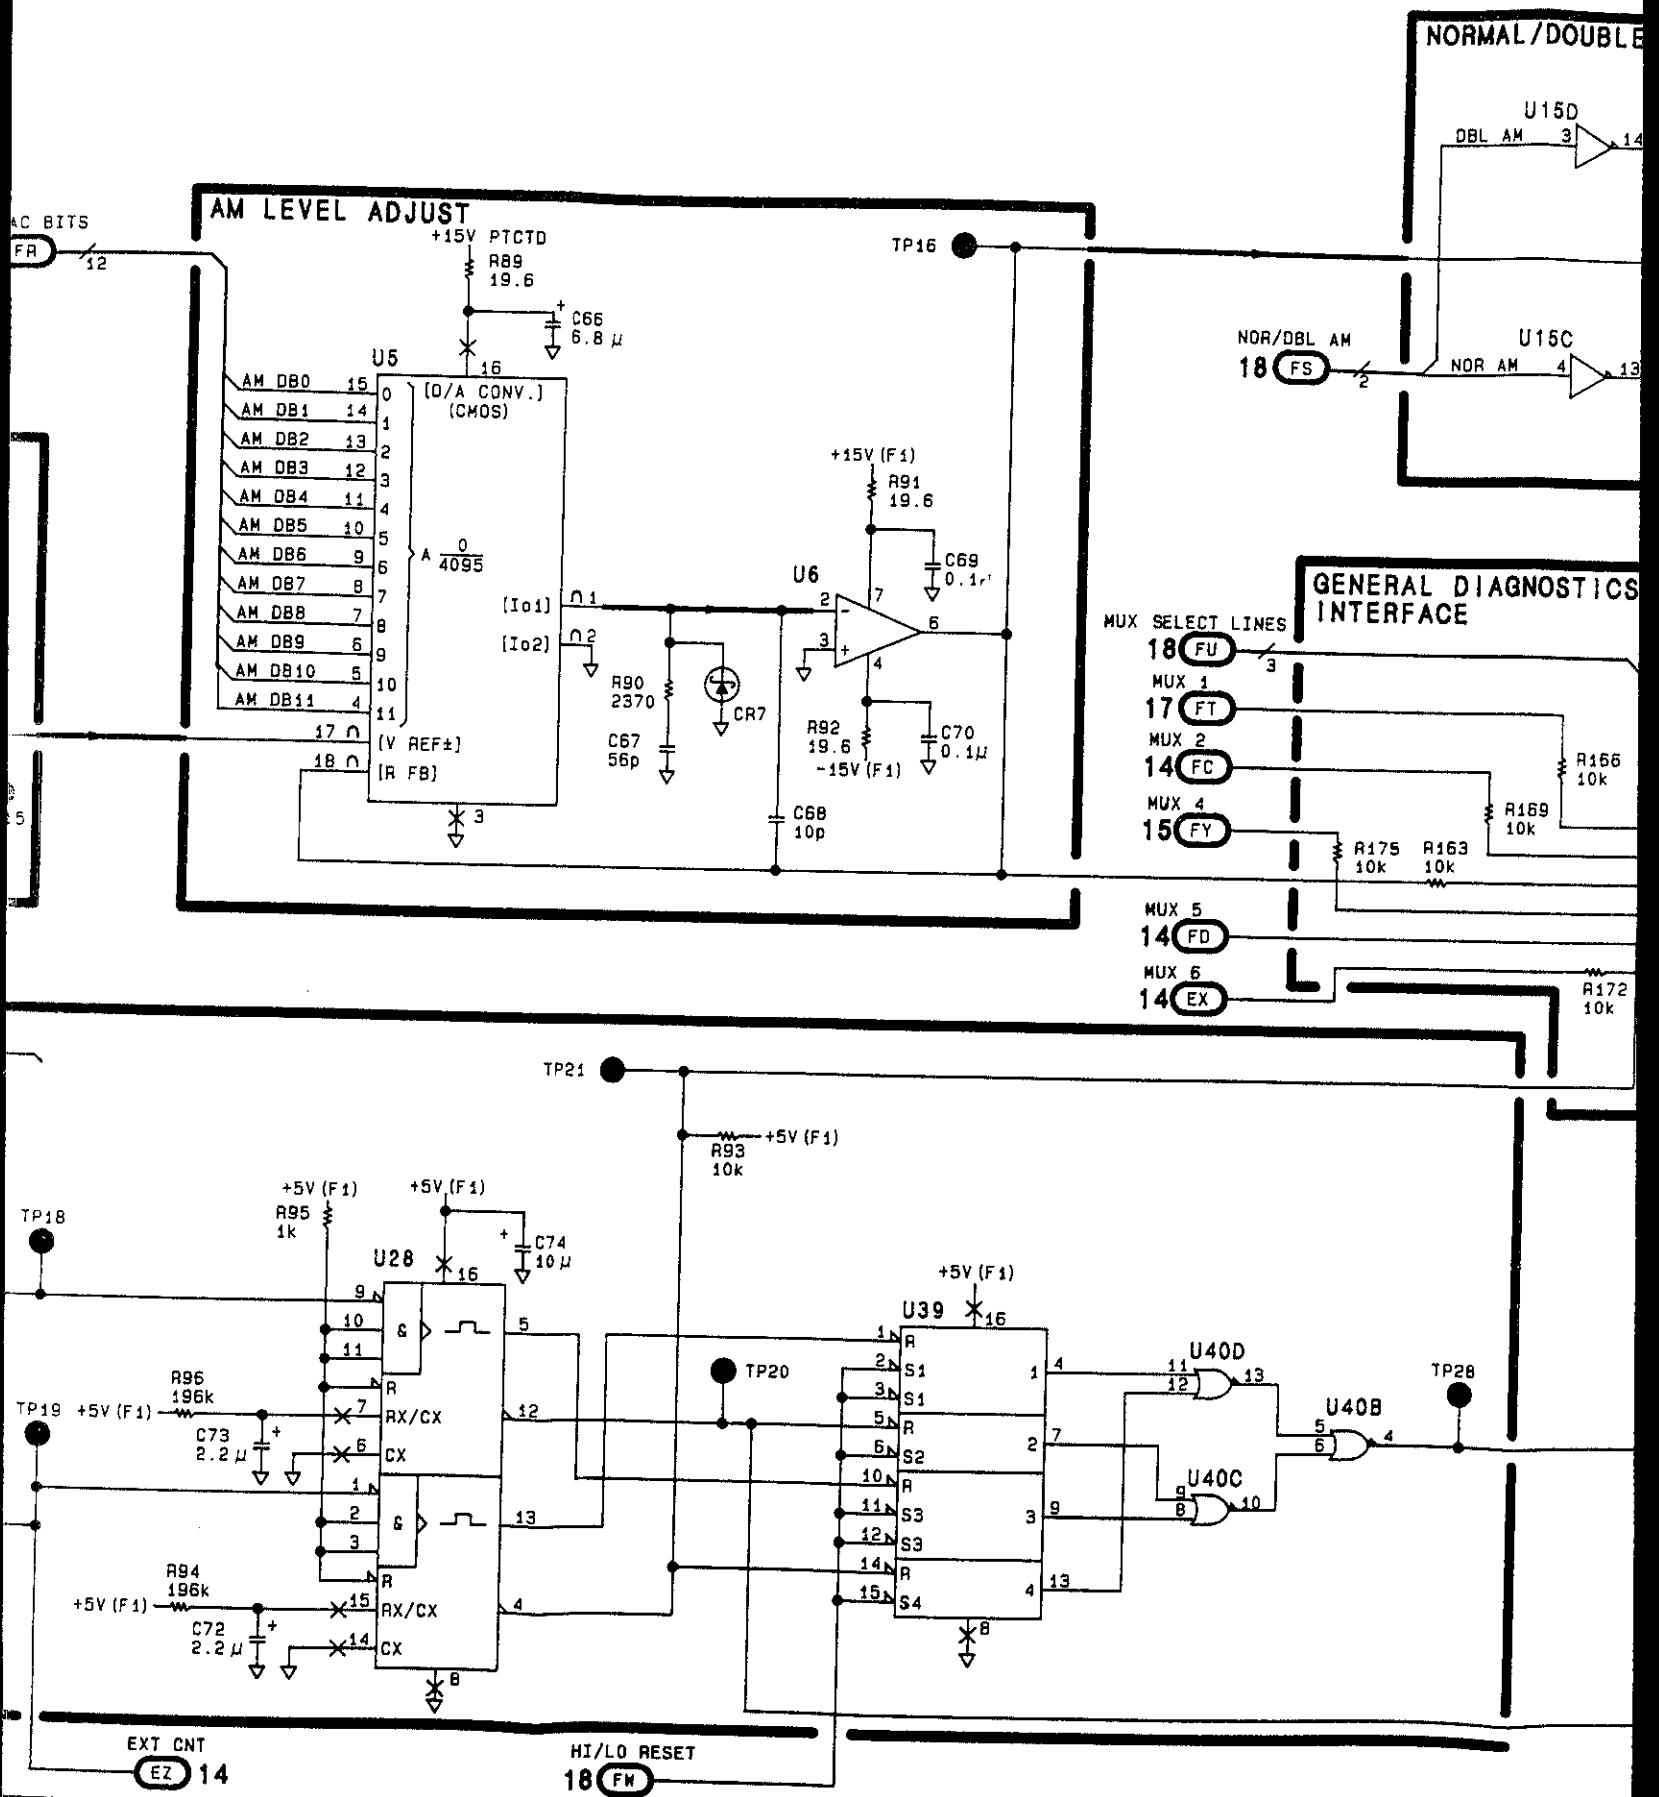 NORMAL/DOUBLE
U15D
DBL AM 3 14
AC BITS
FR
12
AM LEVEL ADJUST
+15V PTCTD
R89
19.6
C66
6.8 µ
+
TP16
NOR/DBL AM
18 FS
2
U15C
NOR AM 4 13
U5
16
[D/A CONV.]
(CMOS)
AM DB0 15 0
AM DB1 14 1
AM DB2 13 2
AM DB3 12 3
AM DB4 11 4
AM DB5 10 5
AM DB6 9 6
AM DB7 8 7
AM DB8 7 8
AM DB9 6 9
AM DB10 5 10
AM DB11 4 11
A 0
4095
[Io1] 1
[Io2] 2
17 [V REF±]
18 [R FB]
3
+15V(F1)
R91
19.6
C69
0.1
U6
2 -
3 +
7
6
4
R90
2370
CR7
C67
56p
R92
19.6
-15V(F1)
C70
0.1µ
C68
10p
5
GENERAL DIAGNOSTICS
INTERFACE
MUX SELECT LINES
18 FU
3
MUX 1
17 FT
MUX 2
14 FC
MUX 4
15 FY
R166
10k
R169
10k
R175
10k
R163
10k
MUX 5
14 FD
MUX 6
14 EX
R172
10k
TP21
R93
10k
+5V(F1)
+5V(F1)
R95
1k
+5V(F1)
+
C74
10 µ
TP18
U28
16
9
10
11
&
5
R
R96
196k
TP19
+5V(F1)
7 RX/CX
12
C73
2.2 µ
+
6 CX
1
2
3
&
13
R
R94
196k
+5V(F1)
15 RX/CX
4
C72
2.2 µ
+
14 CX
8
TP20
+5V(F1)
U39
16
1 R
2 S1
3 S1
1 4
5 R
6 S2
2 7
10 R
11 S3
12 S3
3 9
14 R
15 S4
4 13
8
U40D
11
12
13
U40C
9
8
10
U40B
5
6
4
TP28
EXT CNT
EZ 14
HI/LO RESET
18 FW